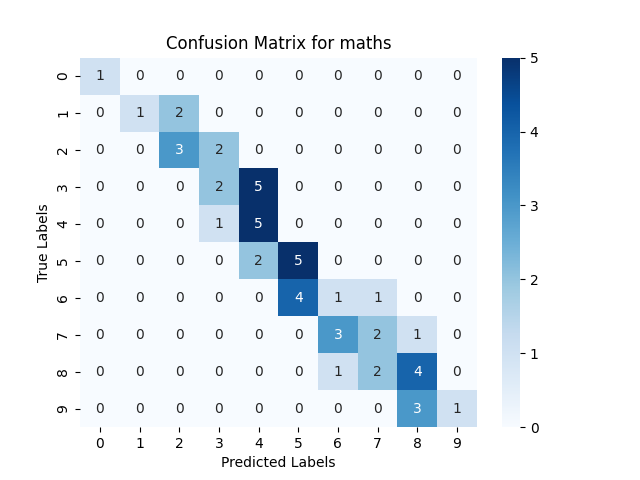 Confusion Matrix for maths
0 1 0 0 0 0 0 0 0 0 0
1 0 1 2 0 0 0 0 0 0 0
2 0 0 3 2 0 0 0 0 0 0
3 0 0 0 2 5 0 0 0 0 0
4 0 0 0 1 5 0 0 0 0 0
5 0 0 0 0 2 5 0 0 0 0
6 0 0 0 0 0 4 1 1 0 0
7 0 0 0 0 0 0 3 2 1 0
8 0 0 0 0 0 0 1 2 4 0
9 0 0 0 0 0 0 0 0 3 1
0 1 2 3 4 5 6 7 8 9
Predicted Labels
True Labels
5
4
3
2
1
0